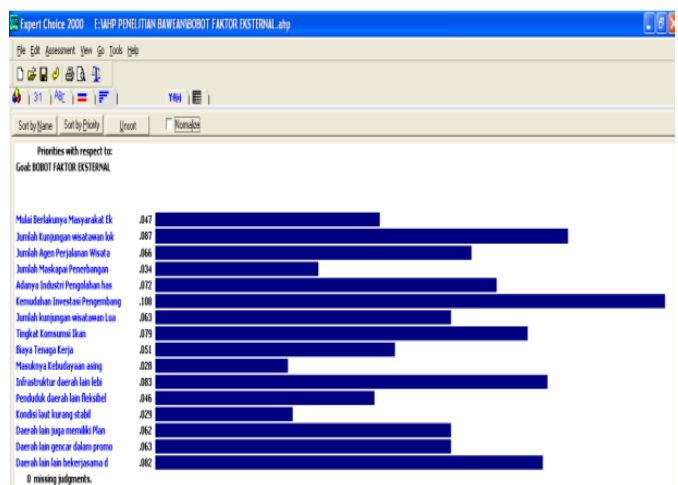 Expert Choice 2000 E:\AHP PENELITIAN BAWEAN\BOBOT FAKTOR EKSTERNAL.ahp
File Edit Assessment View Go Tools Help
3:1 ABC Y=f(x)
Sort by Name Sort by Priority Unsort Normalize
Priorities with respect to:
Goal: BOBOT FAKTOR EKSTERNAL
Mulai Berlakunya Masyarakat Ek .047
Jumlah Kunjungan wisatawan lok .087
Jumlah Agen Perjalanan Wisata .066
Jumlah Maskapai Penerbangan .034
Adanya Industri Pengolahan has .072
Kemudahan Investasi Pengembang .108
Jumlah kunjungan wisatawan Lua .063
Tingkat Komsumsi Ikan .079
Biaya Tenaga Kerja .051
Masuknya Kebudayaan asing .028
Infrastruktur daerah lain lebi .083
Penduduk daerah lain fleksibel .046
Kondisi laut kurang stabil .029
Daerah lain juga memiliki Plan .062
Daerah lain gencar dalam promo .063
Daerah lain lain bekerjasama d .082
0 missing judgments.